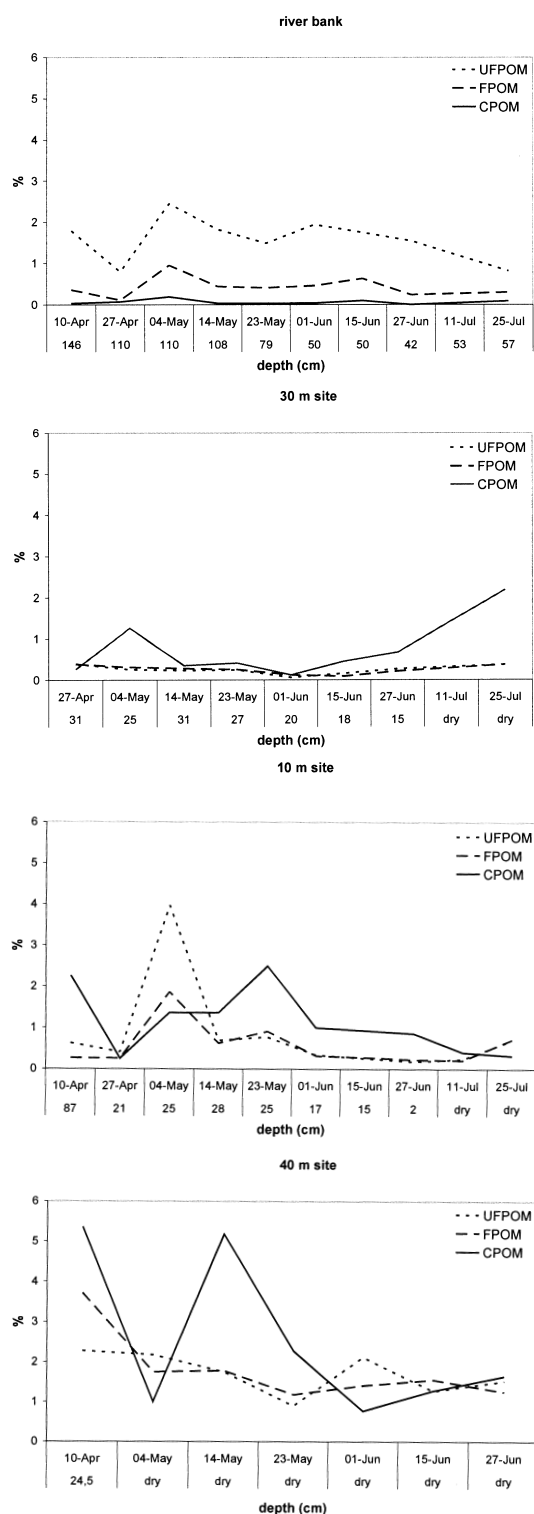 river bank
6
5
4
3
2
1
0
%
UFPOM
FPOM
CPOM
10-Apr 27-Apr 04-May 14-May 23-May 01-Jun 15-Jun 27-Jun 11-Jul 25-Jul
146 110 110 108 79 50 50 42 53 57
depth (cm)
30 m site
6
5
4
3
2
1
0
%
UFPOM
FPOM
CPOM
27-Apr 04-May 14-May 23-May 01-Jun 15-Jun 27-Jun 11-Jul 25-Jul
31 25 31 27 20 18 15 dry dry
depth (cm)
10 m site
6
5
4
3
2
1
0
%
UFPOM
FPOM
CPOM
10-Apr 27-Apr 04-May 14-May 23-May 01-Jun 15-Jun 27-Jun 11-Jul 25-Jul
87 21 25 28 25 17 15 2 dry dry
depth (cm)
40 m site
6
5
4
3
2
1
0
%
UFPOM
FPOM
CPOM
10-Apr 04-May 14-May 23-May 01-Jun 15-Jun 27-Jun
24,5 dry dry dry dry dry dry
depth (cm)